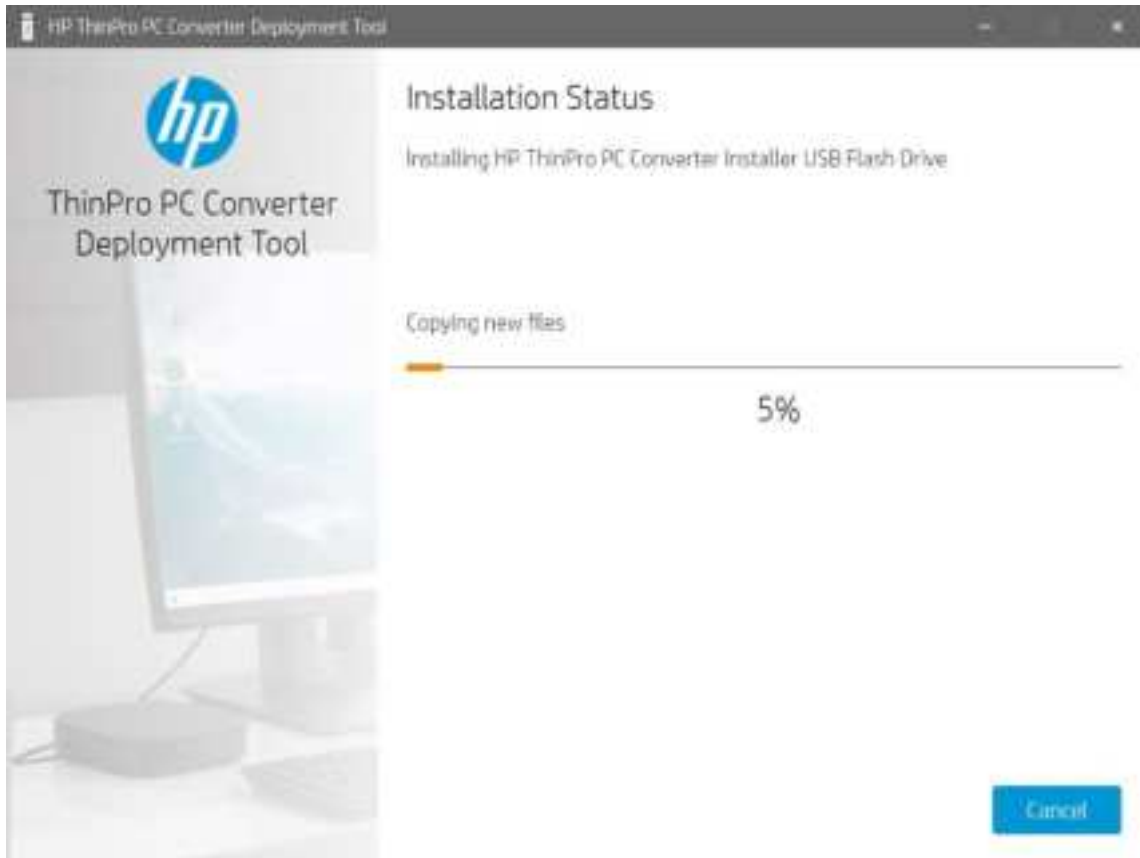 HP ThinPro PC Converter Deployment Tool
hp
ThinPro PC Converter
Deployment Tool
Installation Status
Installing HP ThinPro PC Converter Installer USB Flash Drive
Copying new files
5%
Cancel